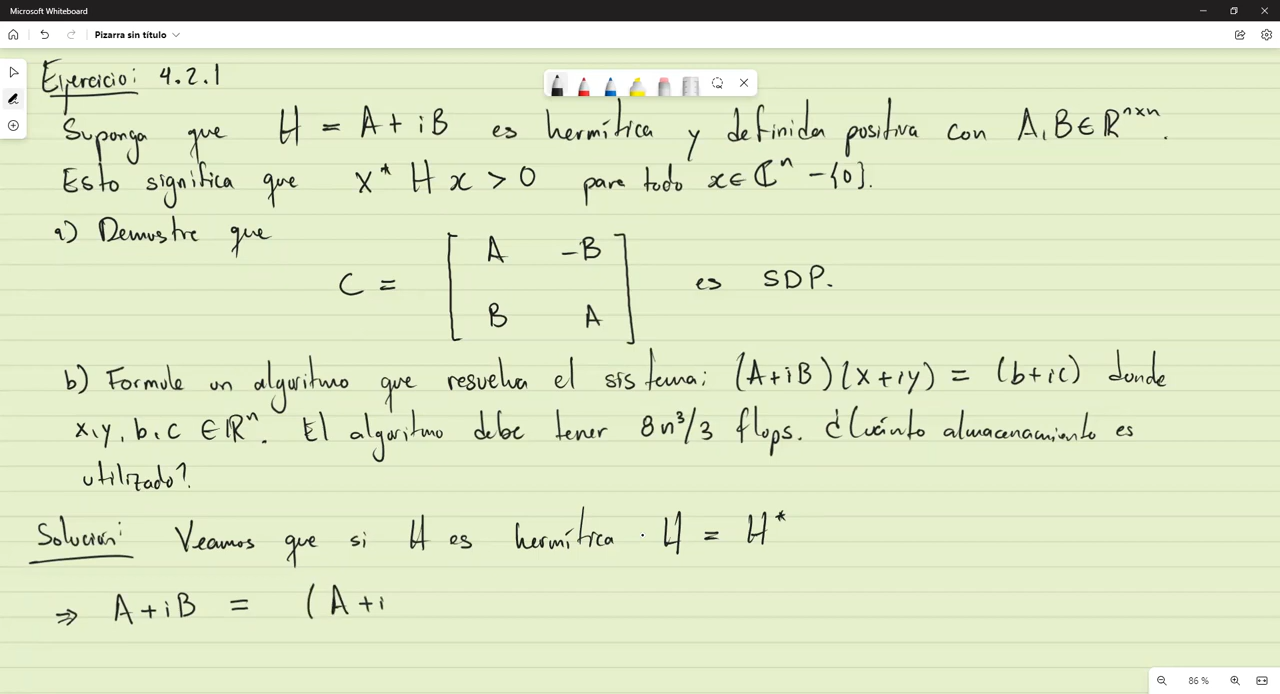 Microsoft Whiteboard
Pizarra sin título
Ejercicio: 4.2.1
Suponga que H = A + iB es hermítica y definida positiva con A, B ∈ ℝⁿˣⁿ.
Esto significa que x* H x > 0 para todo x ∈ ℂⁿ - {0}.
a) Demostre que
C = [ A -B
B A ] es SDP.
b) Formule un algoritmo que resuelva el sistema: (A+iB)(x+iy) = (b+ic) donde
x, y, b, c ∈ ℝⁿ. El algoritmo debe tener 8n³/3 flops. ¿Cuánto almacenamiento es
utilizado?
Solución: Veamos que si H es hermítica. H = H*
⇒ A + iB = (A + i
86 %